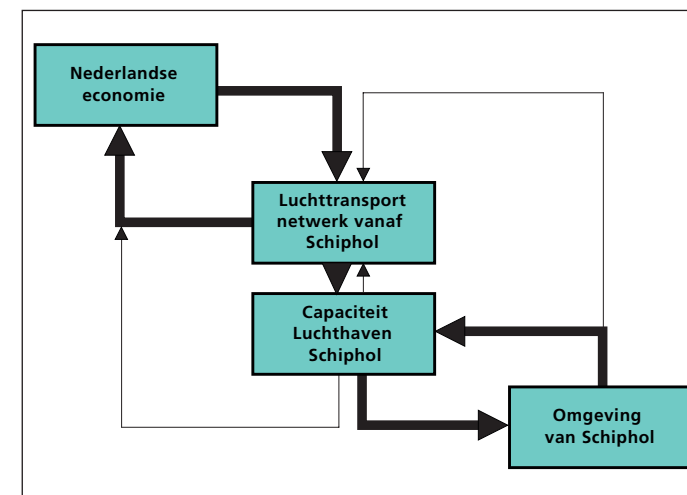 Nederlandse
economie
Luchttransport
netwerk vanaf
Schiphol
Capaciteit
Luchthaven
Schiphol
Omgeving
van Schiphol